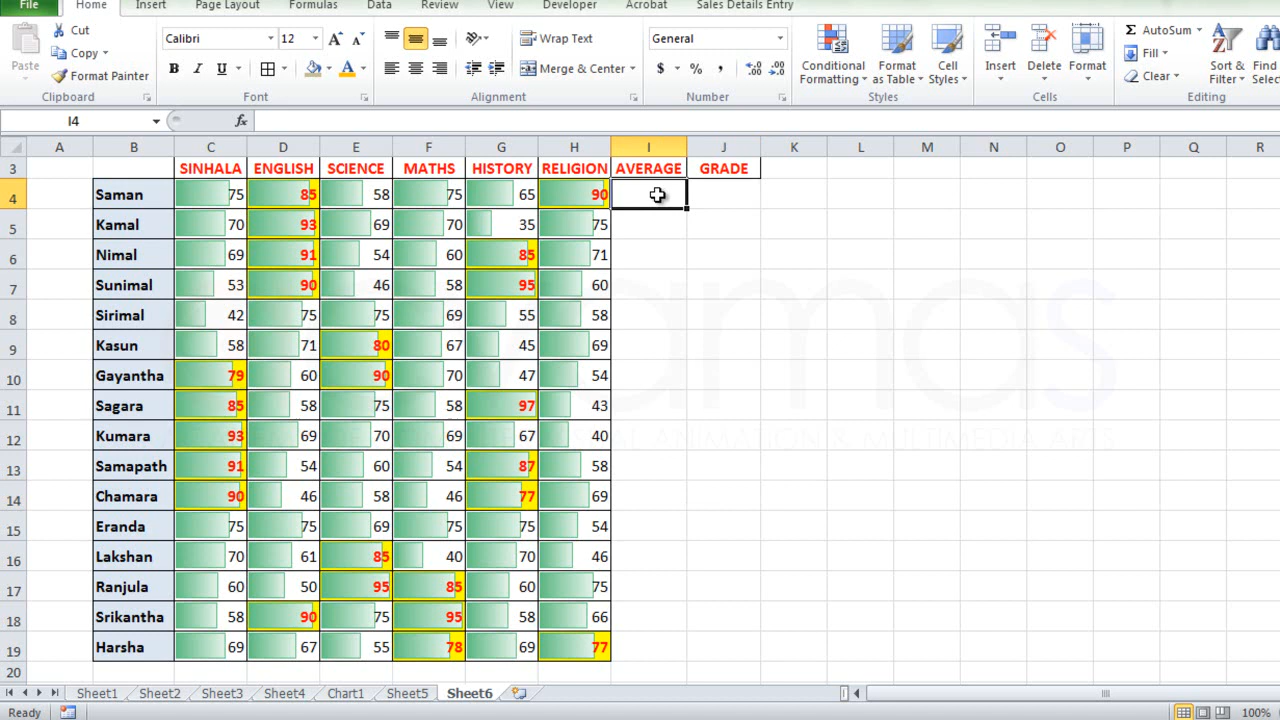 File Home Insert Page Layout Formulas Data Review View Developer Acrobat Sales Details Entry
Cut Calibri 12 Wrap Text General AutoSum
Paste Copy Conditional Formatting Format as Table Cell Styles Insert Delete Format Fill Sort & Filter Find Selec
Format Painter B I U Merge & Center $ % , Clear
Clipboard Font Alignment Number Styles Cells Editing
I4 fx
A B C D E F G H I J K L M N O P Q R
3 SINHALA ENGLISH SCIENCE MATHS HISTORY RELIGION AVERAGE GRADE
4 Saman 75 85 58 75 65 90
5 Kamal 70 93 69 70 35 75
6 Nimal 69 91 54 60 85 71
7 Sunimal 53 90 46 58 95 60
8 Sirimal 42 75 75 69 55 58
9 Kasun 58 71 80 67 45 69
10 Gayantha 79 60 90 70 47 54
11 Sagara 85 58 75 58 97 43
12 Kumara 93 69 70 69 67 40
13 Samapath 91 54 60 54 87 58
14 Chamara 90 46 58 46 77 69
15 Eranda 75 75 69 75 75 54
16 Lakshan 70 61 85 40 70 46
17 Ranjula 60 50 95 85 60 75
18 Srikantha 58 90 75 95 58 66
19 Harsha 69 67 55 78 69 77
20
Sheet1 Sheet2 Sheet3 Sheet4 Chart1 Sheet5 Sheet6
Ready 100%